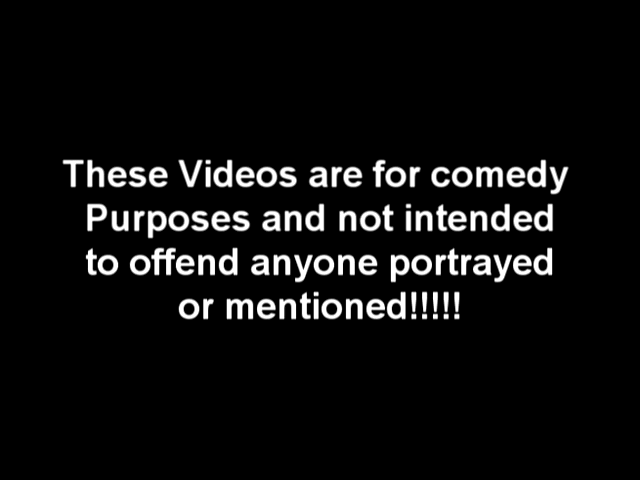 These Videos are for comedy
Purposes and not intended
to offend anyone portrayed
or mentioned!!!!!